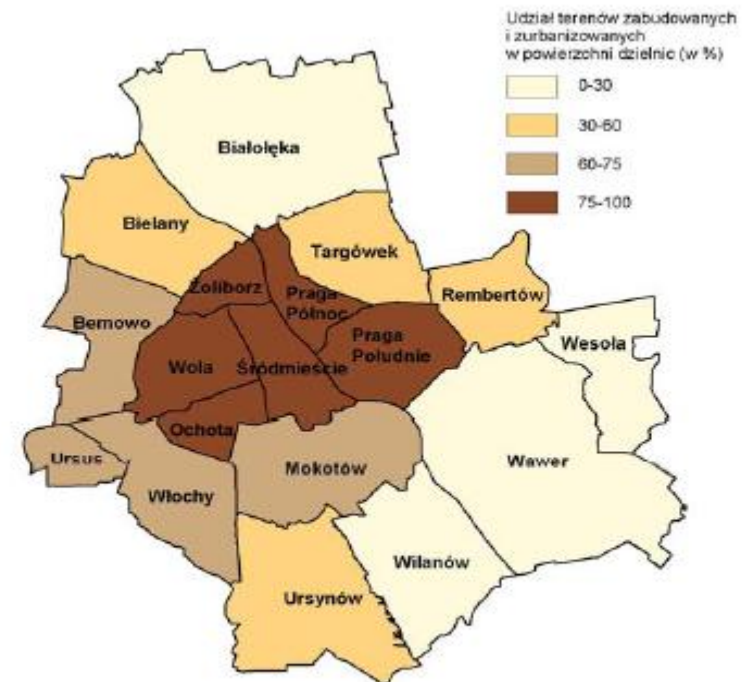 Udział terenów zabudowanych
i zurbanizowanych
w powierzchni dzielnic (w %)
0-30
30-60
60-75
75-100
Białołęka
Bielany
Targówek
Rembertów
Żoliborz
Praga
Północ
Bemowo
Praga
Południe
Wesoła
Wola
Śródmieście
Ochota
Ursus
Mokotów
Wawer
Włochy
Wilanów
Ursynów